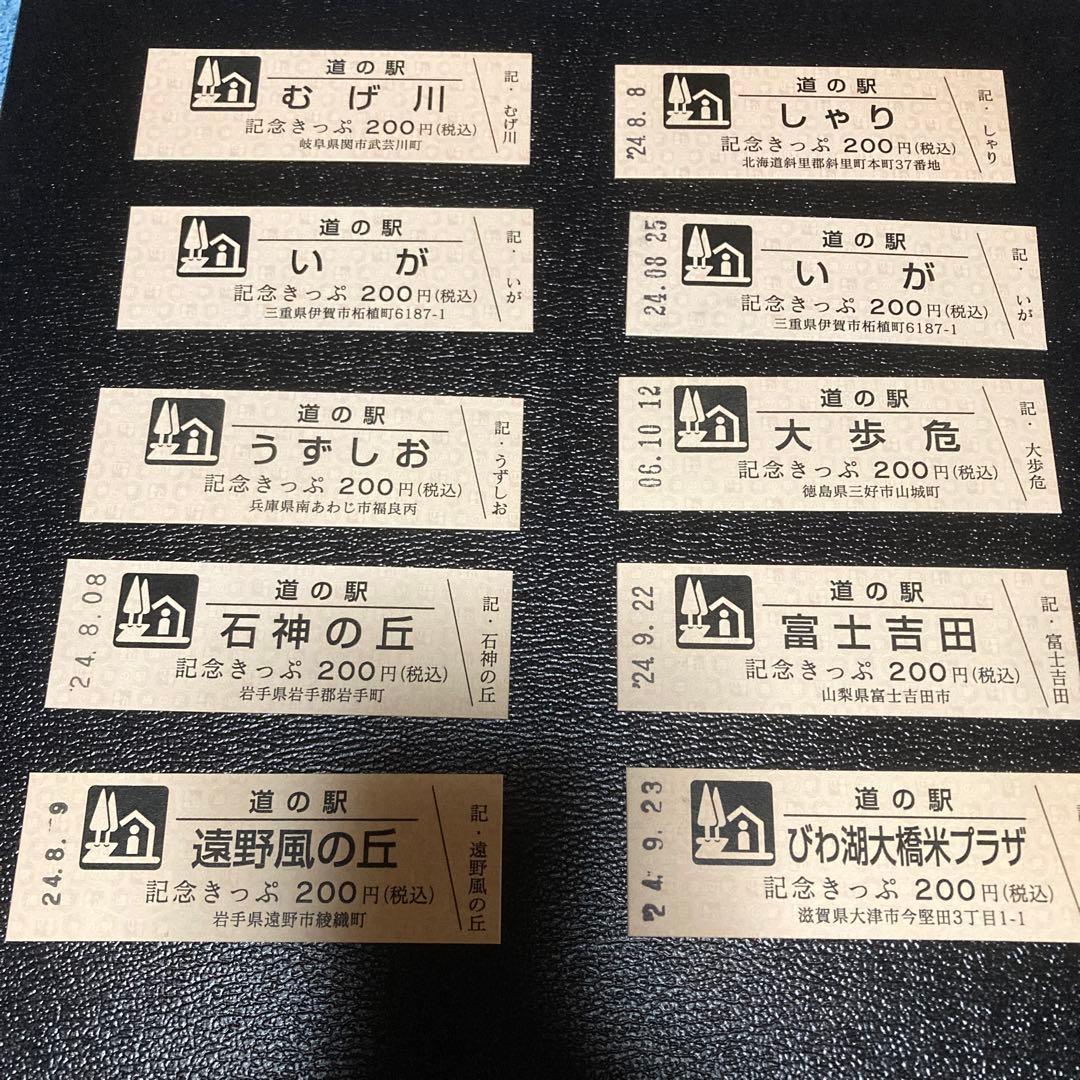 道の駅
むげ川
記念きっぷ 200円(税込)
岐阜県関市武芸川町
記・むげ川
'24.8.8
道の駅
しゃり
記念きっぷ 200円(税込)
北海道斜里郡斜里町本町37番地
記・しゃり
道の駅
いが
記念きっぷ 200円(税込)
三重県伊賀市柘植町6187-1
記・いが
24.08.25
道の駅
いが
記念きっぷ 200円(税込)
三重県伊賀市柘植町6187-1
記・いが
道の駅
うずしお
記念きっぷ 200円(税込)
兵庫県南あわじ市福良丙
記・うずしお
06.10.12
道の駅
大歩危
記念きっぷ 200円(税込)
徳島県三好市山城町
記・大歩危
'24.8.08
道の駅
石神の丘
記念きっぷ 200円(税込)
岩手県岩手郡岩手町
記・石神の丘
'24.9.22
道の駅
富士吉田
記念きっぷ 200円(税込)
山梨県富士吉田市
記・富士吉田
24.8.-9
道の駅
遠野風の丘
記念きっぷ 200円(税込)
岩手県遠野市綾織町
記・遠野風の丘
24.9.23
道の駅
びわ湖大橋米プラザ
記念きっぷ 200円(税込)
滋賀県大津市今堅田3丁目1-1